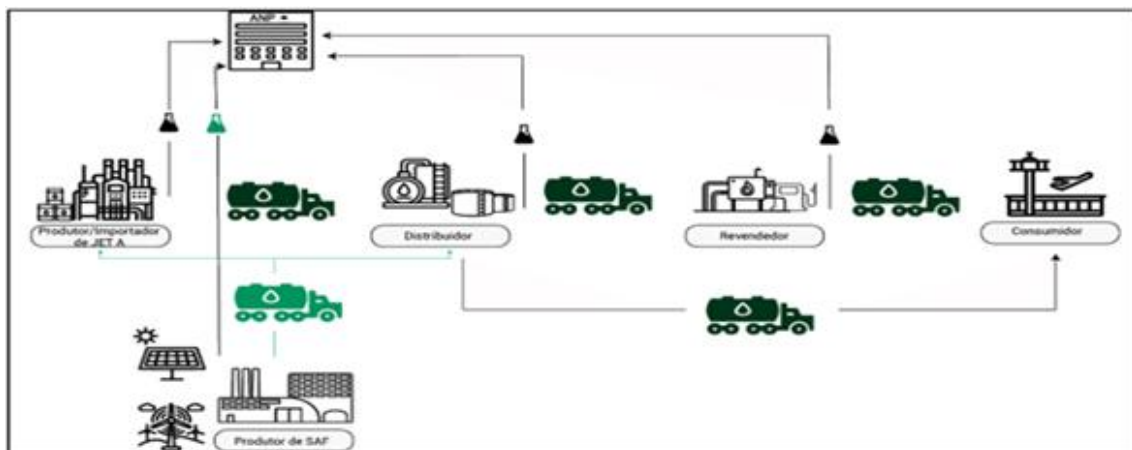 ANP
Produtor/Importador
de JET A
Distribuidor
Revendedor
Consumidor
Produtor de SAF